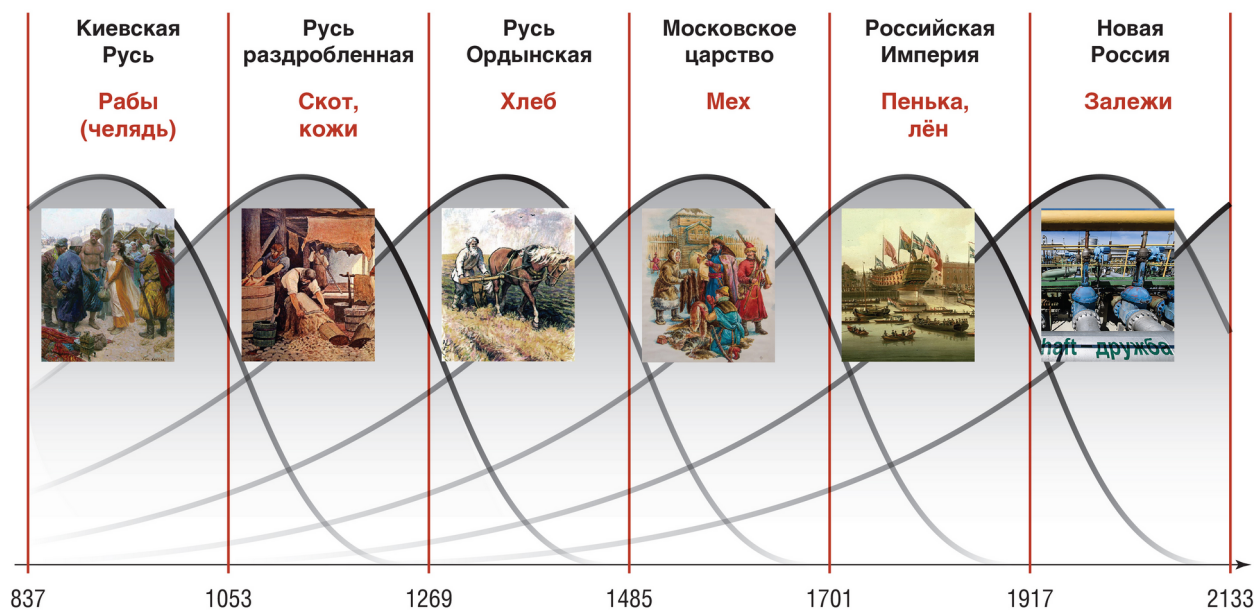 Киевская
Русь
Рабы
(челядь)
Русь
раздробленная
Скот,
кожи
Русь
Ордынская
Хлеб
Московское
царство
Мех
Российская
Империя
Пенька,
лён
Новая
Россия
Залежи
haft дружба
837
1053
1269
1485
1701
1917
2133